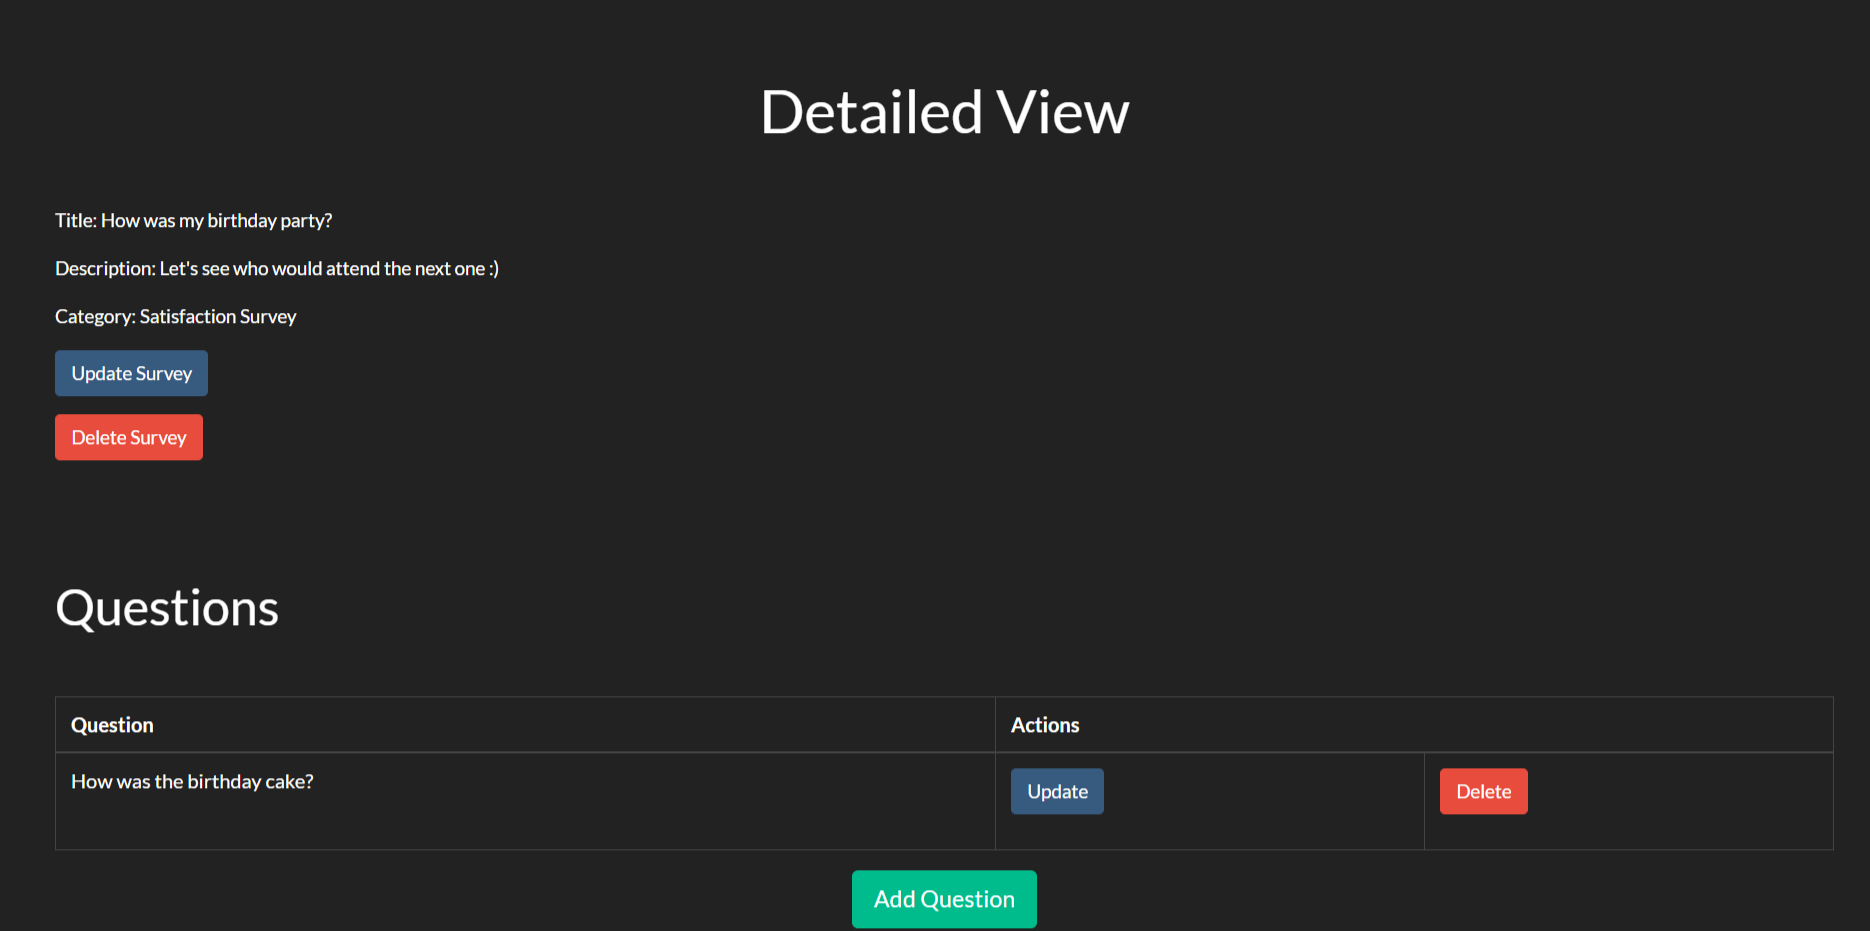 Detailed View
Title: How was my birthday party?
Description: Let's see who would attend the next one :)
Category: Satisfaction Survey
Update Survey
Delete Survey
Questions
Question Actions
How was the birthday cake? Update Delete
Add Question